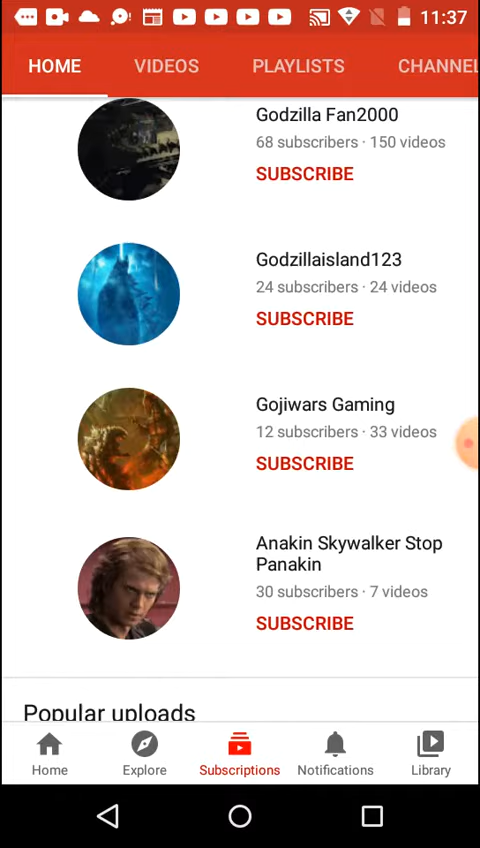 11:37
HOME VIDEOS PLAYLISTS CHANNEL
Godzilla Fan2000
68 subscribers · 150 videos
SUBSCRIBE
Godzillaisland123
24 subscribers · 24 videos
SUBSCRIBE
Gojiwars Gaming
12 subscribers · 33 videos
SUBSCRIBE
Anakin Skywalker Stop
Panakin
30 subscribers · 7 videos
SUBSCRIBE
Popular uploads
Home Explore Subscriptions Notifications Library